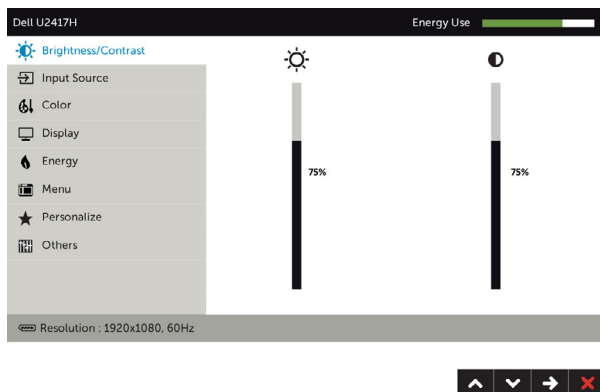 Dell U2417H Energy Use
Brightness/Contrast
Input Source
Color
Display
Energy
75% 75%
Menu
Personalize
Others
Resolution : 1920x1080, 60Hz